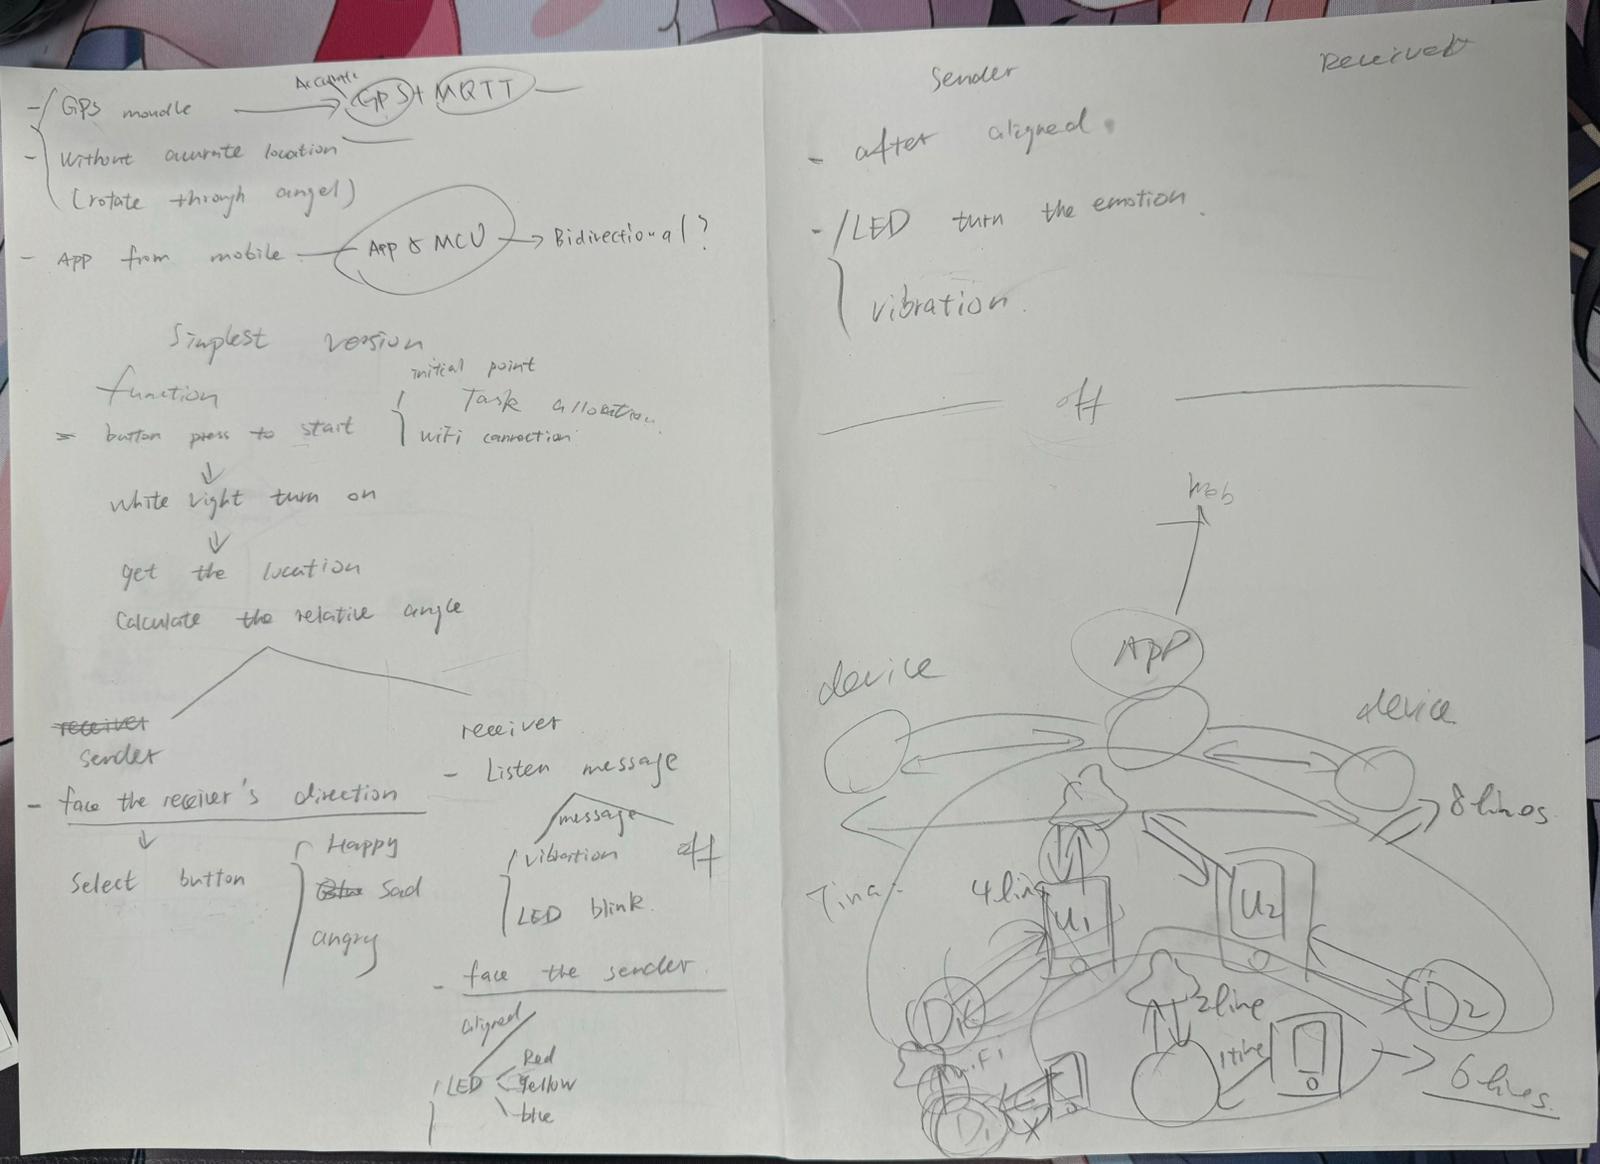 - GPS moudle
Accurate
GPS + MQTT
- without accurate location
(rotate through angel)
- App from mobile
App & MCU
Bidirectional?
Simplest version
function
- button press to start
initial point
Task allocation
wiFi connection
white light turn on
get the location
calculate the relative angle
receiver
sender
- face the receiver's direction
Select button
Happy
Blue Sad
angry
receiver
- Listen message
message
vibration
off
LED blink.
- face the sender.
aligned
LED
Red
Yellow
blue
Sender
Receiver
- after aligned.
- LED turn the emotion.
vibration.
off
Web
APP
device
device
8 lines
4 line
U1
U2
D1
D2
2 line
1 line
6 lines.
D1